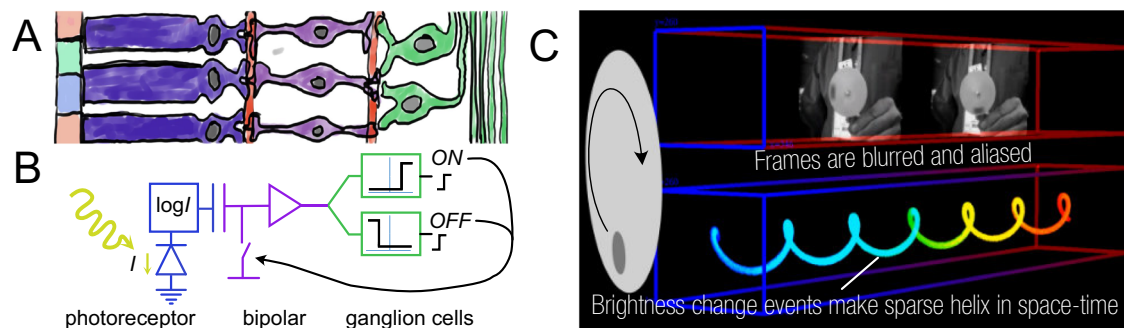 A
B
logI
I
ON
OFF
photoreceptor
bipolar
ganglion cells
C
Frames are blurred and aliased
Brightness change events make sparse helix in space-time